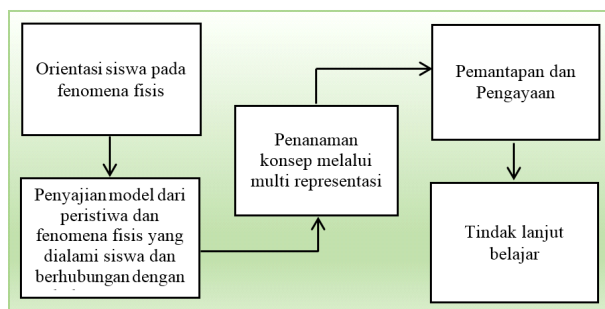 Orientasi siswa pada
fenomena fisis
Penyajian model dari
peristiwa dan
fenomena fisis yang
dialami siswa dan
berhubungan dengan
Penanaman
konsep melalui
multi representasi
Pemantapan dan
Pengayaan
Tindak lanjut
belajar